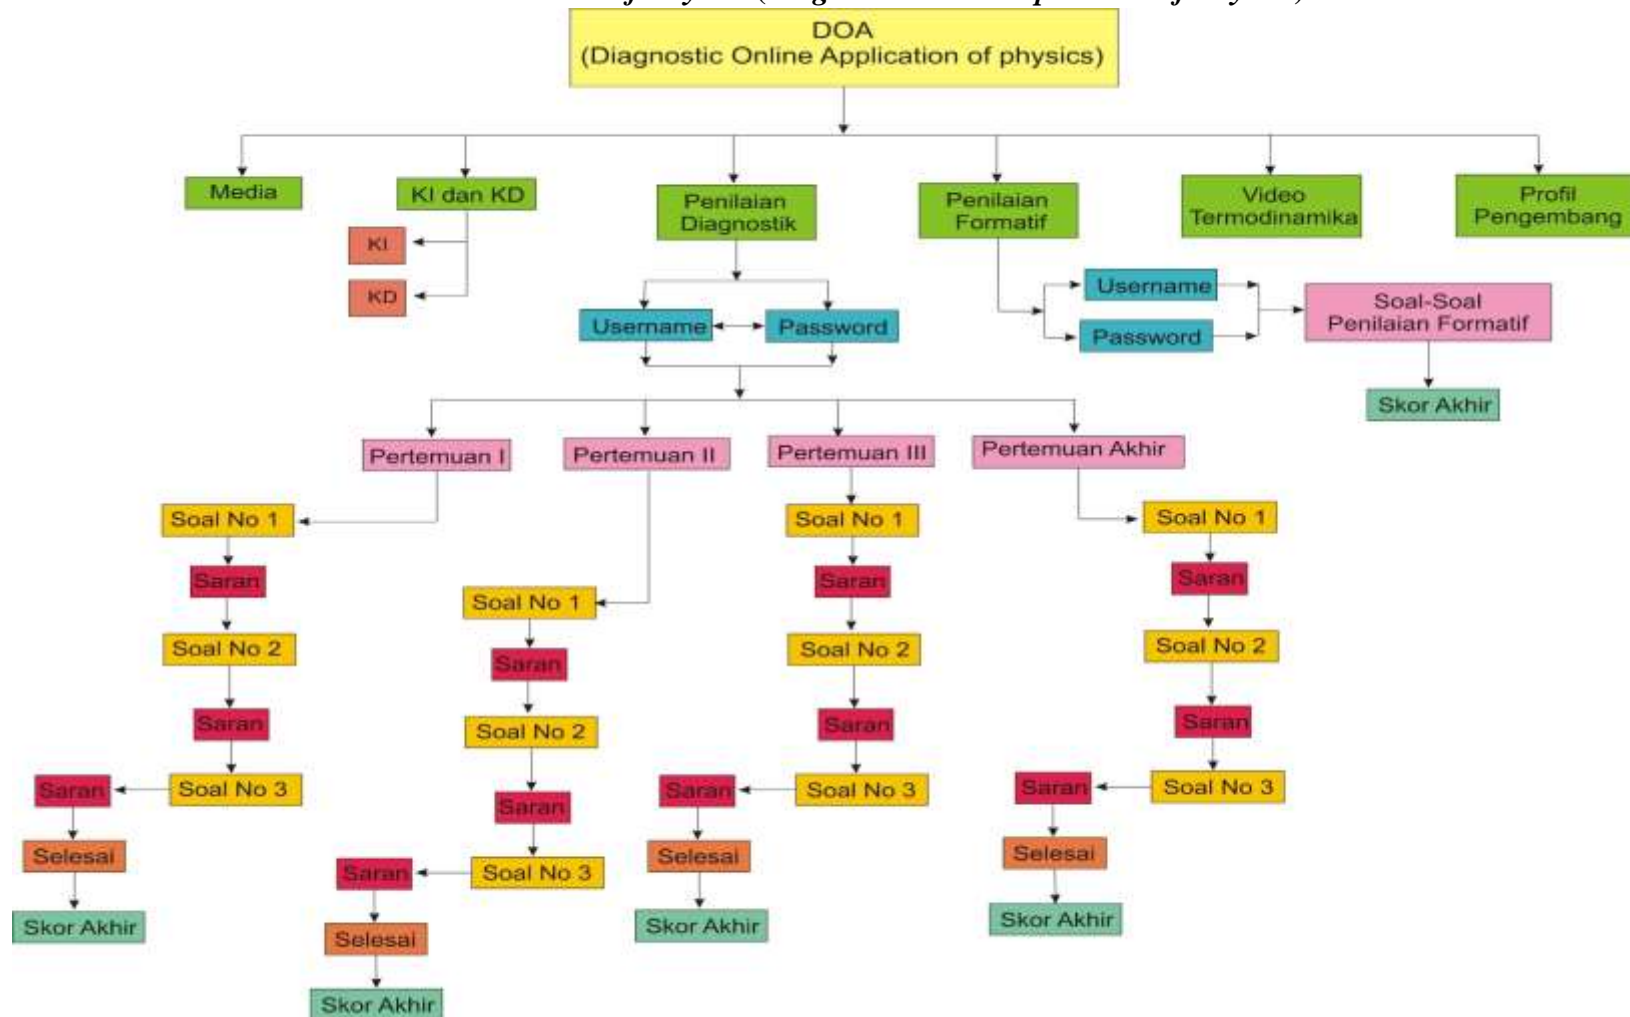 DOA
(Diagnostic Online Application of physics)
Media
KI dan KD
Penilaian
Diagnostik
Penilaian
Formatif
Video
Termodinamika
Profil
Pengembang
KI
KD
Username
Password
Username
Password
Soal-Soal
Penilaian Formatif
Skor Akhir
Pertemuan I
Pertemuan II
Pertemuan III
Pertemuan Akhir
Soal No 1
Saran
Soal No 2
Saran
Soal No 3
Saran
Selesai
Skor Akhir
Soal No 1
Saran
Soal No 2
Saran
Soal No 3
Saran
Selesai
Skor Akhir
Soal No 1
Saran
Soal No 2
Saran
Soal No 3
Saran
Selesai
Skor Akhir
Soal No 1
Saran
Soal No 2
Saran
Soal No 3
Saran
Selesai
Skor Akhir